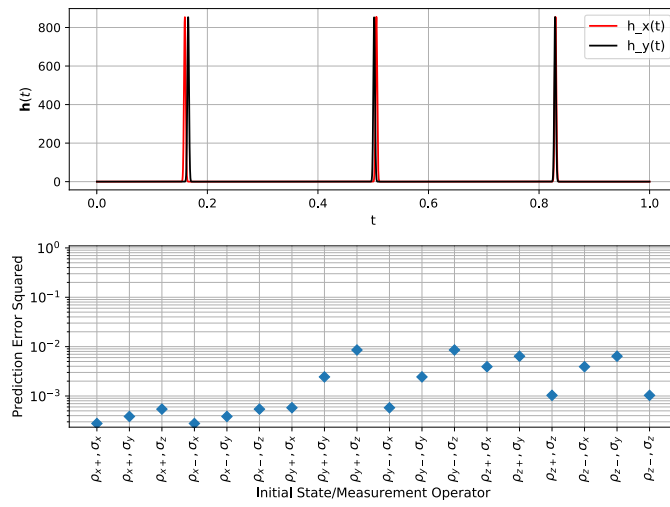 800
600
400
200
0
h(t)
h_x(t)
h_y(t)
0.0 0.2 0.4 0.6 0.8 1.0
t
10⁰
10⁻¹
10⁻²
10⁻³
Prediction Error Squared
ρx+, σx
ρx+, σy
ρx+, σz
ρx−, σx
ρx−, σy
ρx−, σz
ρy+, σx
ρy+, σy
ρy+, σz
ρy−, σx
ρy−, σy
ρy−, σz
ρz+, σx
ρz+, σy
ρz+, σz
ρz−, σx
ρz−, σy
ρz−, σz
Initial State/Measurement Operator